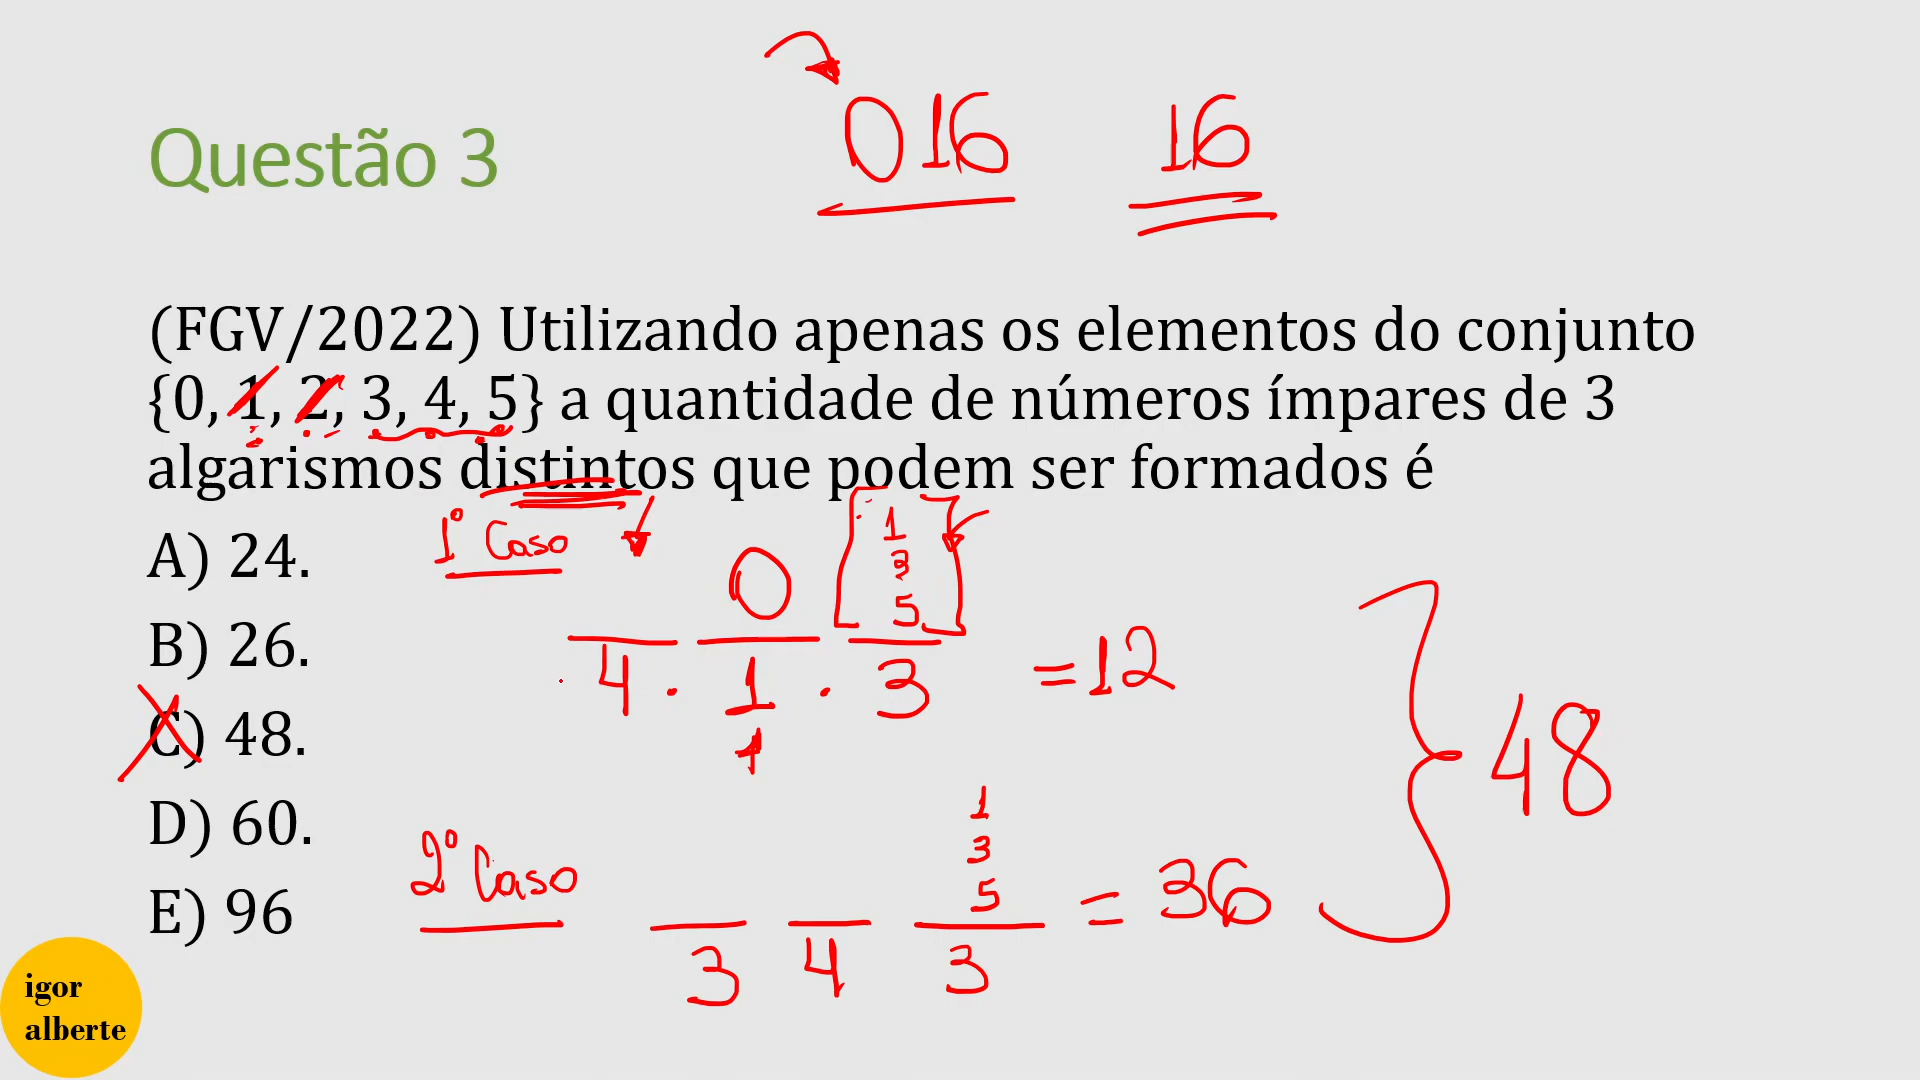 016 16
Questão 3
(FGV/2022) Utilizando apenas os elementos do conjunto
{0, 1, 2, 3, 4, 5} a quantidade de números ímpares de 3
algarismos distintos que podem ser formados é
A) 24.
1º Caso
0
1
3
5
B) 26.
4 . 1 . 3 = 12
1
C) 48.
48
D) 60.
1
3
5
2º Caso
E) 96
3 4 3 = 36
igor
alberte